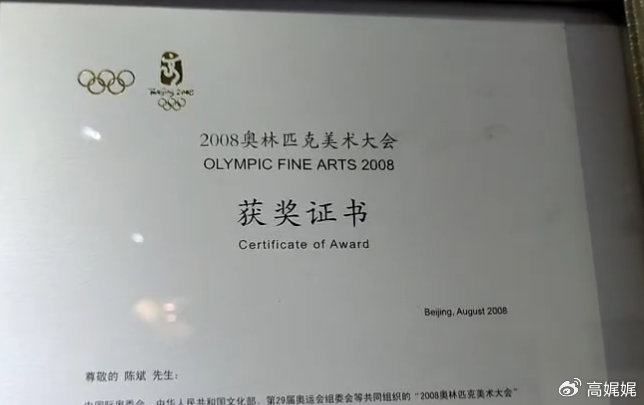 Beijing 2008
2008奥林匹克美术大会
OLYMPIC FINE ARTS 2008
获奖证书
Certificate of Award
Beijing, August 2008
尊敬的 陈斌 先生：
由国际奥委会、中华人民共和国文化部、第29届奥运会组委会等共同组织的“2008奥林匹克美术大会”
@高娓娓